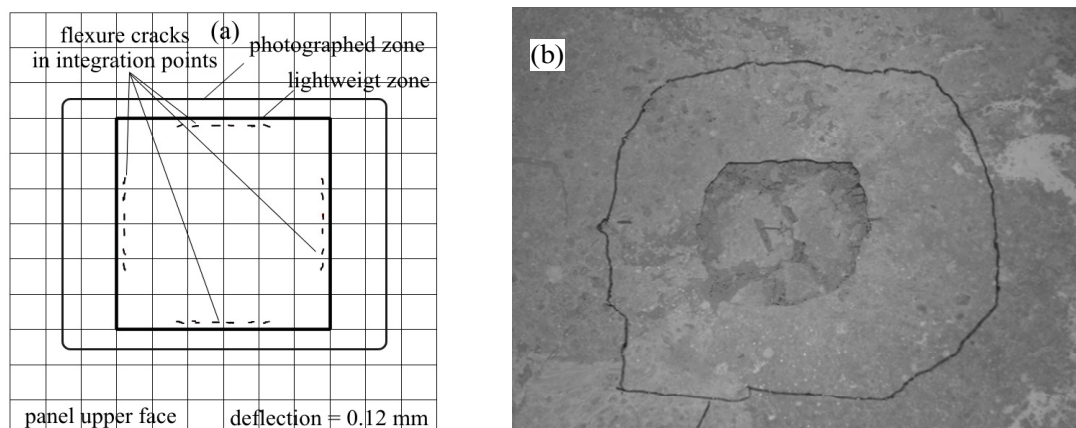 (a)
flexure cracks
in integration points
photographed zone
lightweigt zone
panel upper face
deflection = 0.12 mm
(b)